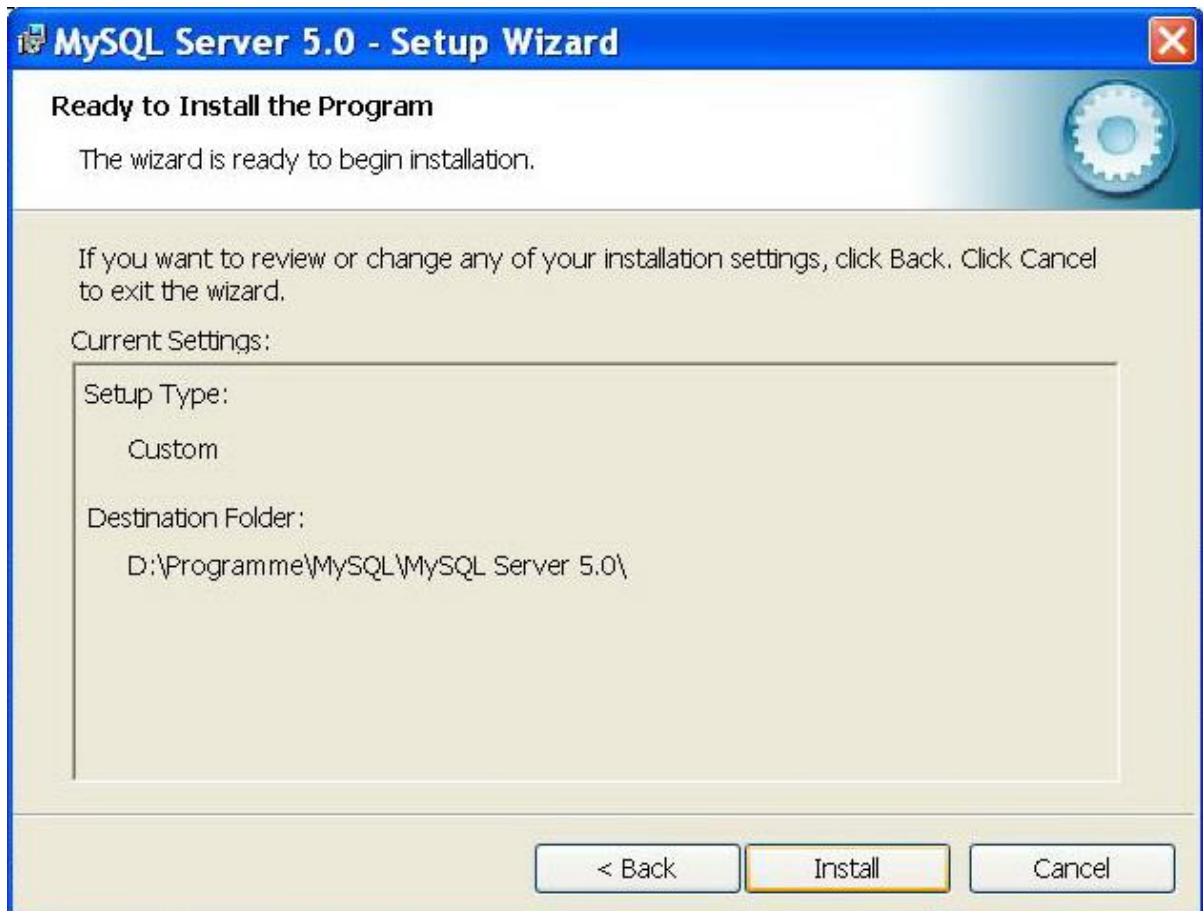 MySQL Server 5.0 - Setup Wizard
Ready to Install the Program
The wizard is ready to begin installation.
If you want to review or change any of your installation settings, click Back. Click Cancel
to exit the wizard.
Current Settings:
Setup Type:
Custom
Destination Folder:
D:\Programme\MySQL\MySQL Server 5.0\
< Back
Install
Cancel